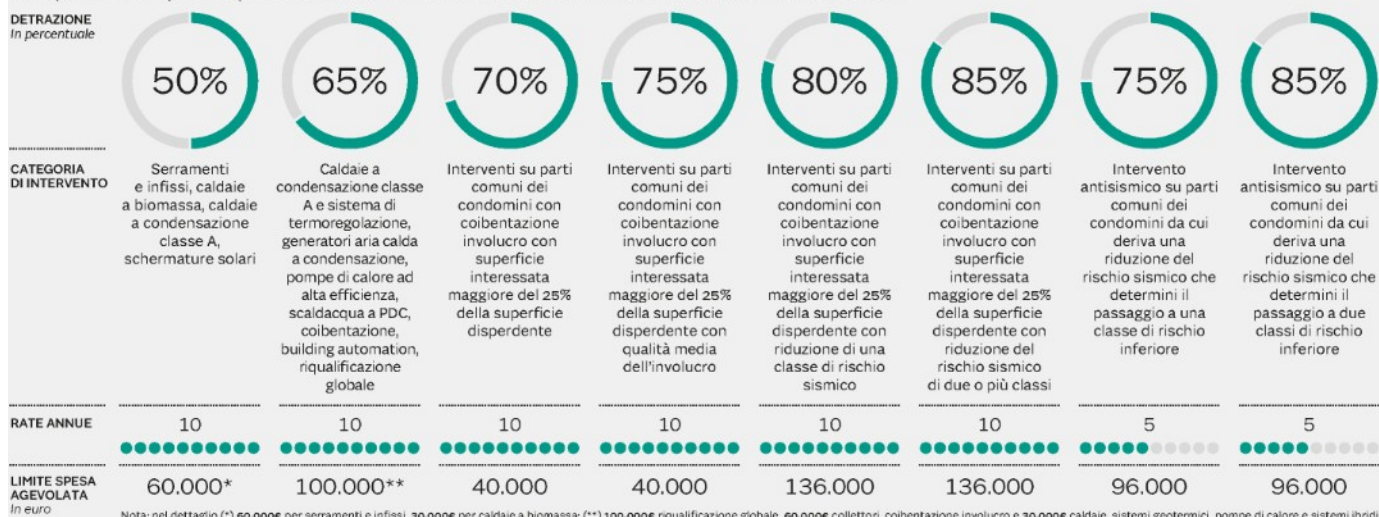 DETRAZIONE
In percentuale
50%
65%
70%
75%
80%
85%
75%
85%
CATEGORIA
DI INTERVENTO
Serramenti
e infissi, caldaie
a biomassa, caldaie
a condensazione
classe A,
schermature solari
Caldaie a
condensazione classe
A e sistema di
termoregolazione,
generatori aria calda
a condensazione,
pompe di calore ad
alta efficienza,
scaldacqua a PDC,
coibentazione,
building automation,
riqualificazione
globale
Interventi su parti
comuni dei
condomini con
coibentazione
involucro con
superficie
interessata
maggiore del 25%
della superficie
disperdente
Interventi su parti
comuni dei
condomini con
coibentazione
involucro con
superficie
interessata
maggiore del 25%
della superficie
disperdente con
qualità media
dell'involucro
Interventi su parti
comuni dei
condomini con
coibentazione
involucro con
superficie
interessata
maggiore del 25%
della superficie
disperdente con
riduzione di una
classe di rischio
sismico
Interventi su parti
comuni dei
condomini con
coibentazione
involucro con
superficie
interessata
maggiore del 25%
della superficie
disperdente con
riduzione del
rischio sismico
di due o più classi
Intervento
antisismico su parti
comuni dei
condomini da cui
deriva una
riduzione del
rischio sismico che
determini il
passaggio a una
classe di rischio
inferiore
Intervento
antisismico su parti
comuni dei
condomini da cui
deriva una
riduzione del
rischio sismico che
determini il
passaggio a due
classi di rischio
inferiore
RATE ANNUE
10
10
10
10
10
10
5
5
LIMITE SPESA
AGEVOLATA
In euro
60.000*
100.000**
40.000
40.000
136.000
136.000
96.000
96.000
Nota: nel dettaglio (*) 60.000€ per serramenti e infissi, 30.000€ per caldaie a biomassa; (**) 100.000€ riqualificazione globale, 60.000€ collettori, coibentazione involucro e 30.000€ caldaie, sistemi geotermici, pompe di calore e sistemi ibridi